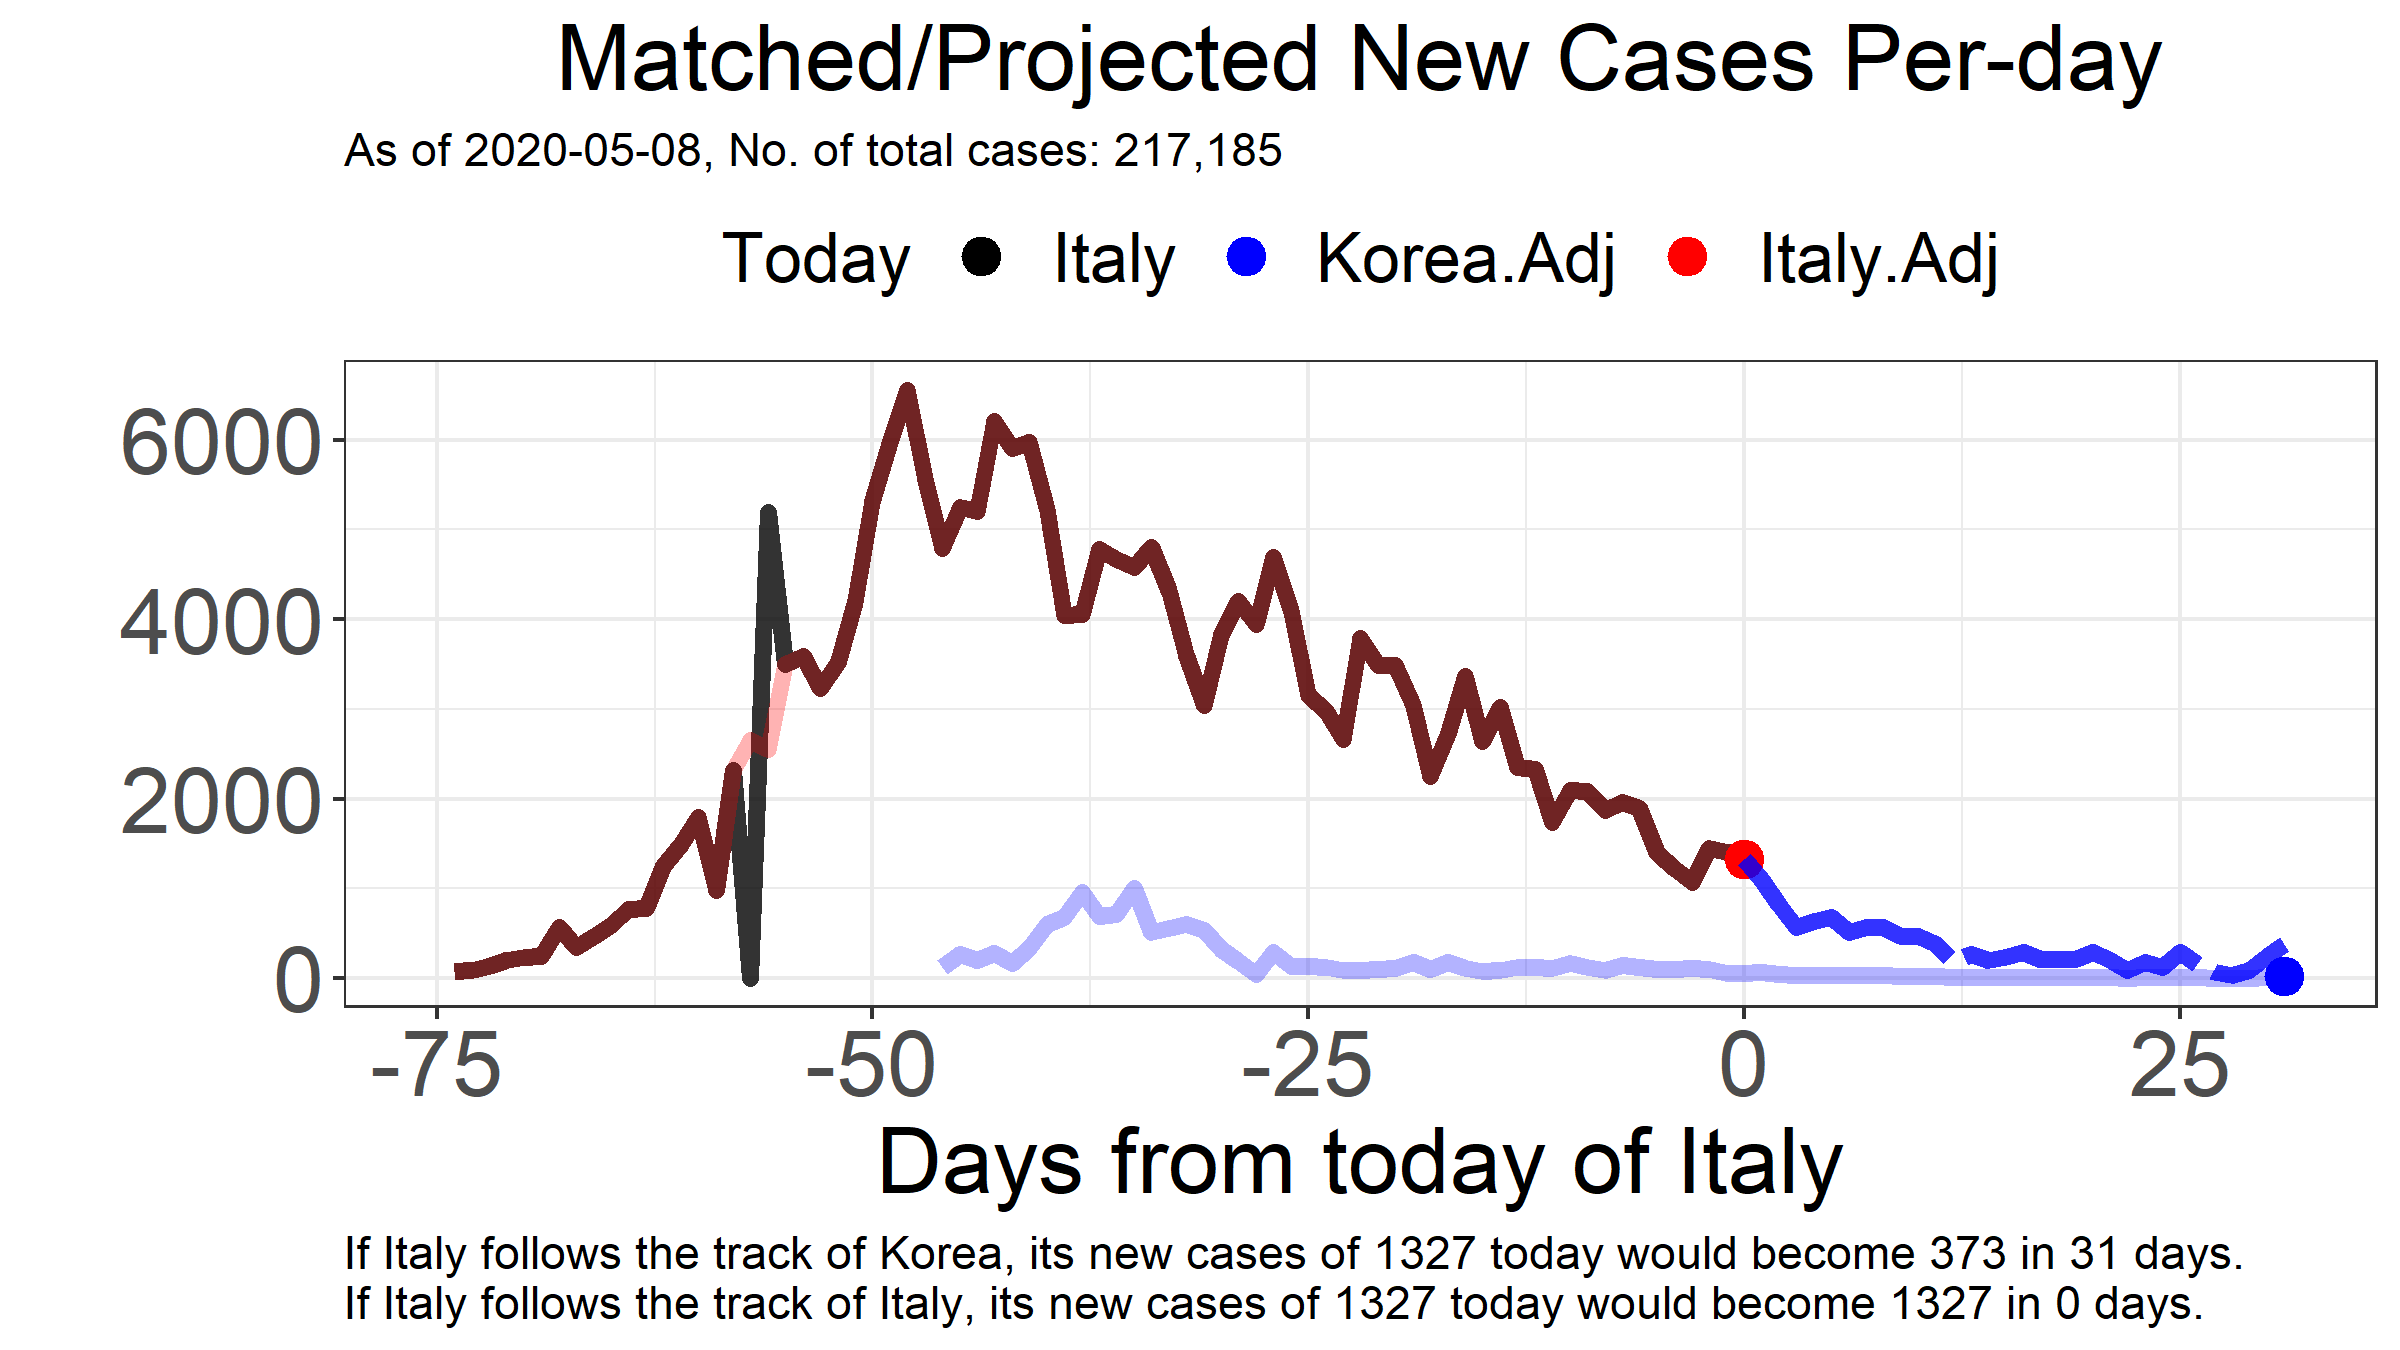 Matched/Projected New Cases Per-day
As of 2020-05-08, No. of total cases: 217,185
Today Italy Korea.Adj Italy.Adj
6000
4000
2000
0
-75 -50 -25 0 25
Days from today of Italy
If Italy follows the track of Korea, its new cases of 1327 today would become 373 in 31 days.
If Italy follows the track of Italy, its new cases of 1327 today would become 1327 in 0 days.